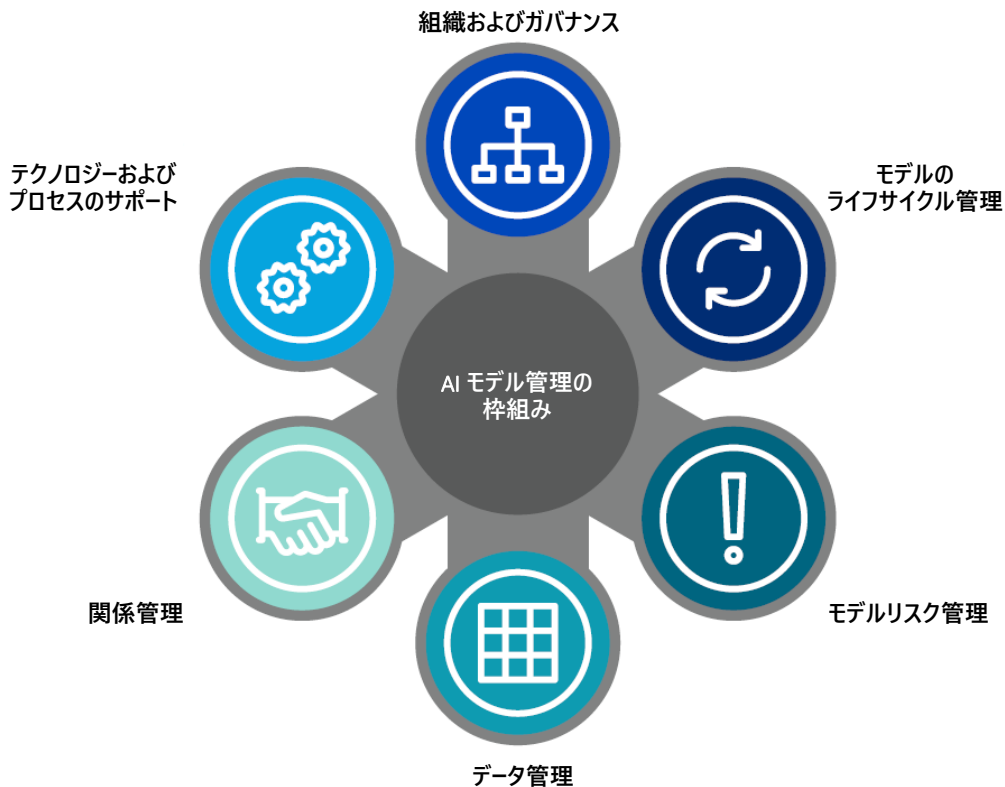 組織およびガバナンス
テクノロジーおよび
プロセスのサポート
モデルの
ライフサイクル管理
AI モデル管理の
枠組み
関係管理
モデルリスク管理
データ管理